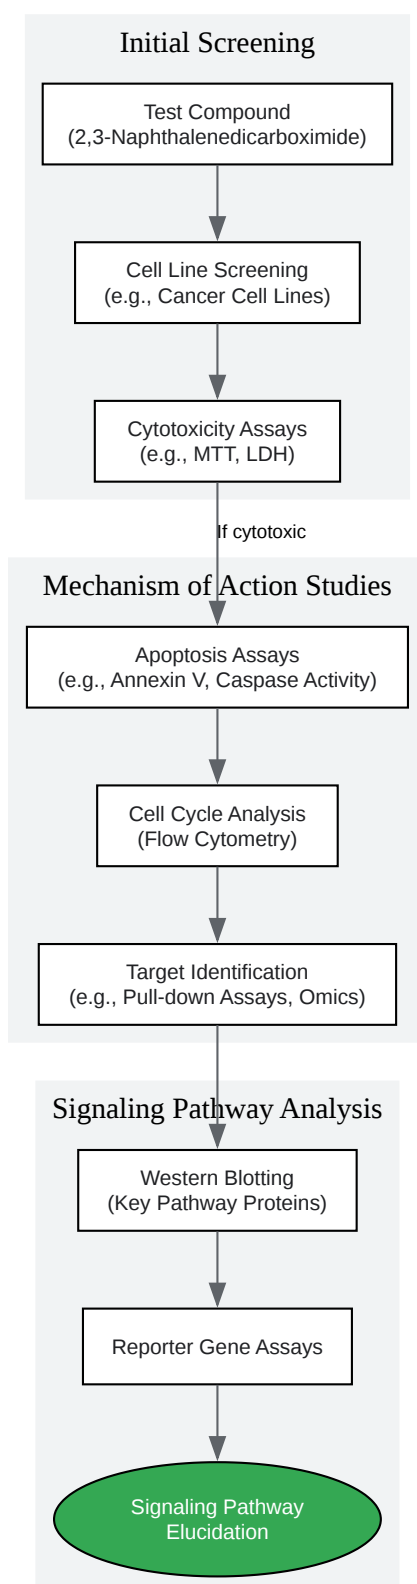 Initial Screening
Test Compound
(2,3-Naphthalenedicarboximide)
Cell Line Screening
(e.g., Cancer Cell Lines)
Cytotoxicity Assays
(e.g., MTT, LDH)
If cytotoxic
Mechanism of Action Studies
Apoptosis Assays
(e.g., Annexin V, Caspase Activity)
Cell Cycle Analysis
(Flow Cytometry)
Target Identification
(e.g., Pull-down Assays, Omics)
Signaling Pathway Analysis
Western Blotting
(Key Pathway Proteins)
Reporter Gene Assays
Signaling Pathway
Elucidation